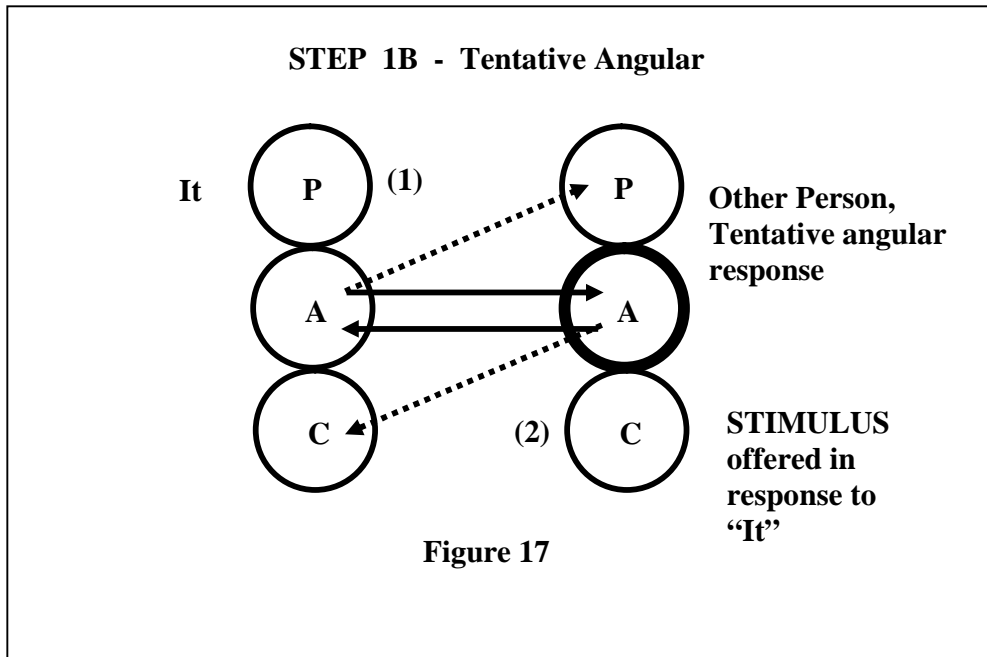 STEP 1B - Tentative Angular
It
P
(1)
P
Other Person,
Tentative angular
response
A
A
C
(2)
C
STIMULUS
offered in
response to
“It”
Figure 17